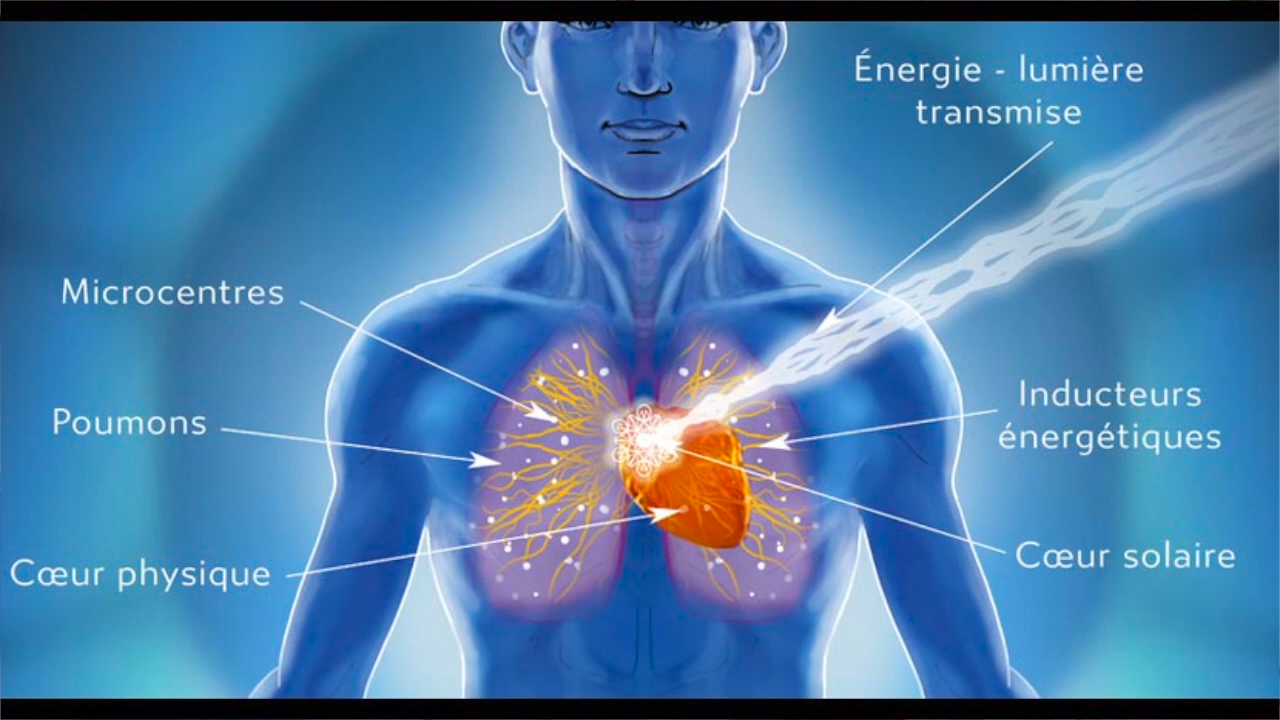 Énergie - lumière
transmise
Microcentres
Inducteurs
énergétiques
Poumons
Cœur solaire
Cœur physique